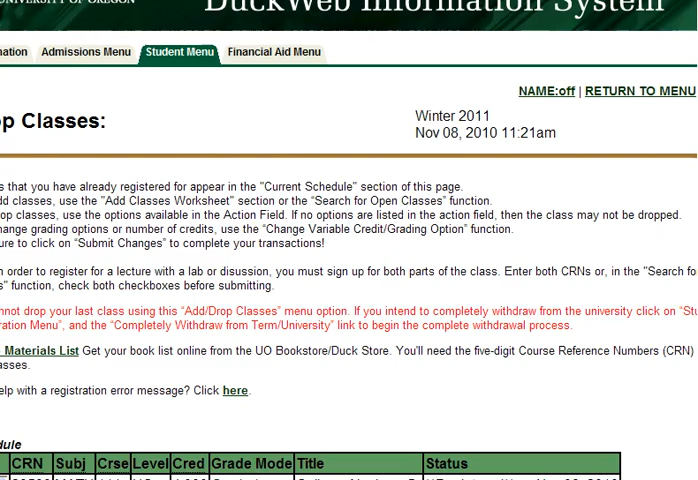 UNIVERSITY OF OREGON
DuckWeb Information System
mation Admissions Menu Student Menu Financial Aid Menu
NAME:off | RETURN TO MENU
op Classes:
Winter 2011
Nov 08, 2010 11:21am
s that you have already registered for appear in the "Current Schedule" section of this page.
dd classes, use the "Add Classes Worksheet" section or the “Search for Open Classes” function.
op classes, use the options available in the Action Field. If no options are listed in the action field, then the class may not be dropped.
hange grading options or number of credits, use the “Change Variable Credit/Grading Option” function.
ure to click on “Submit Changes” to complete your transactions!
n order to register for a lecture with a lab or disussion, you must sign up for both parts of the class. Enter both CRNs or, in the "Search fo
s" function, check both checkboxes before submitting.
nnot drop your last class using this “Add/Drop Classes” menu option. If you intend to completely withdraw from the university click on “Stu
ration Menu”, and the “Completely Withdraw from Term/University” link to begin the complete withdrawal process.
Materials List Get your book list online from the UO Bookstore/Duck Store. You'll need the five-digit Course Reference Numbers (CRN)
asses.
elp with a registration error message? Click here.
dule
CRN Subj Crse Level Cred Grade Mode Title Status